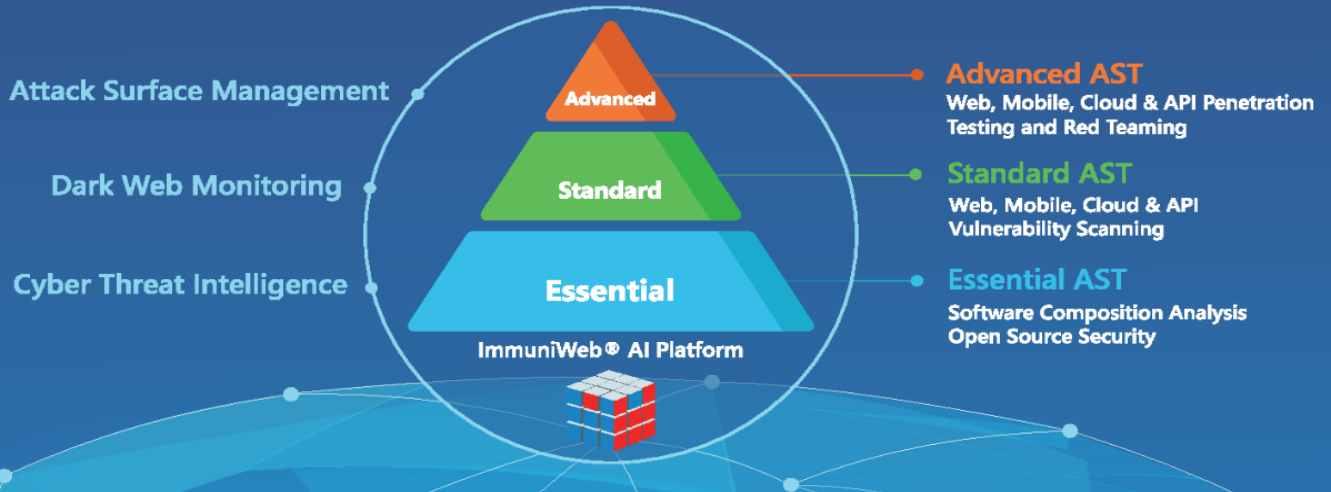 Attack Surface Management
Dark Web Monitoring
Cyber Threat Intelligence
Advanced
Standard
Essential
ImmuniWeb® AI Platform
Advanced AST
Web, Mobile, Cloud & API Penetration
Testing and Red Teaming
Standard AST
Web, Mobile, Cloud & API
Vulnerability Scanning
Essential AST
Software Composition Analysis
Open Source Security